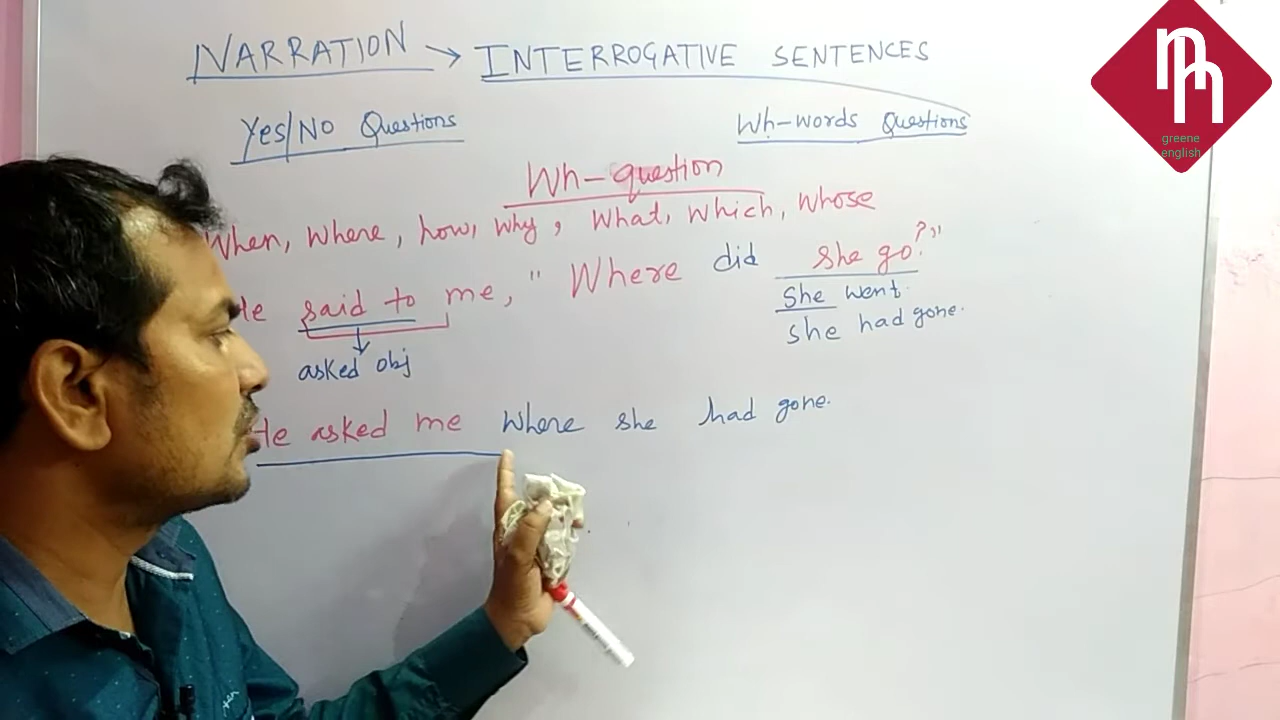 NARRATION → INTERROGATIVE SENTENCES
Yes/No Questions
Wh-words Questions
Wh-question
When, where, how, why, what, which, whose
He said to me, "Where did she go?"
She went.
she had gone.
asked obj
He asked me where she had gone.
greene
english